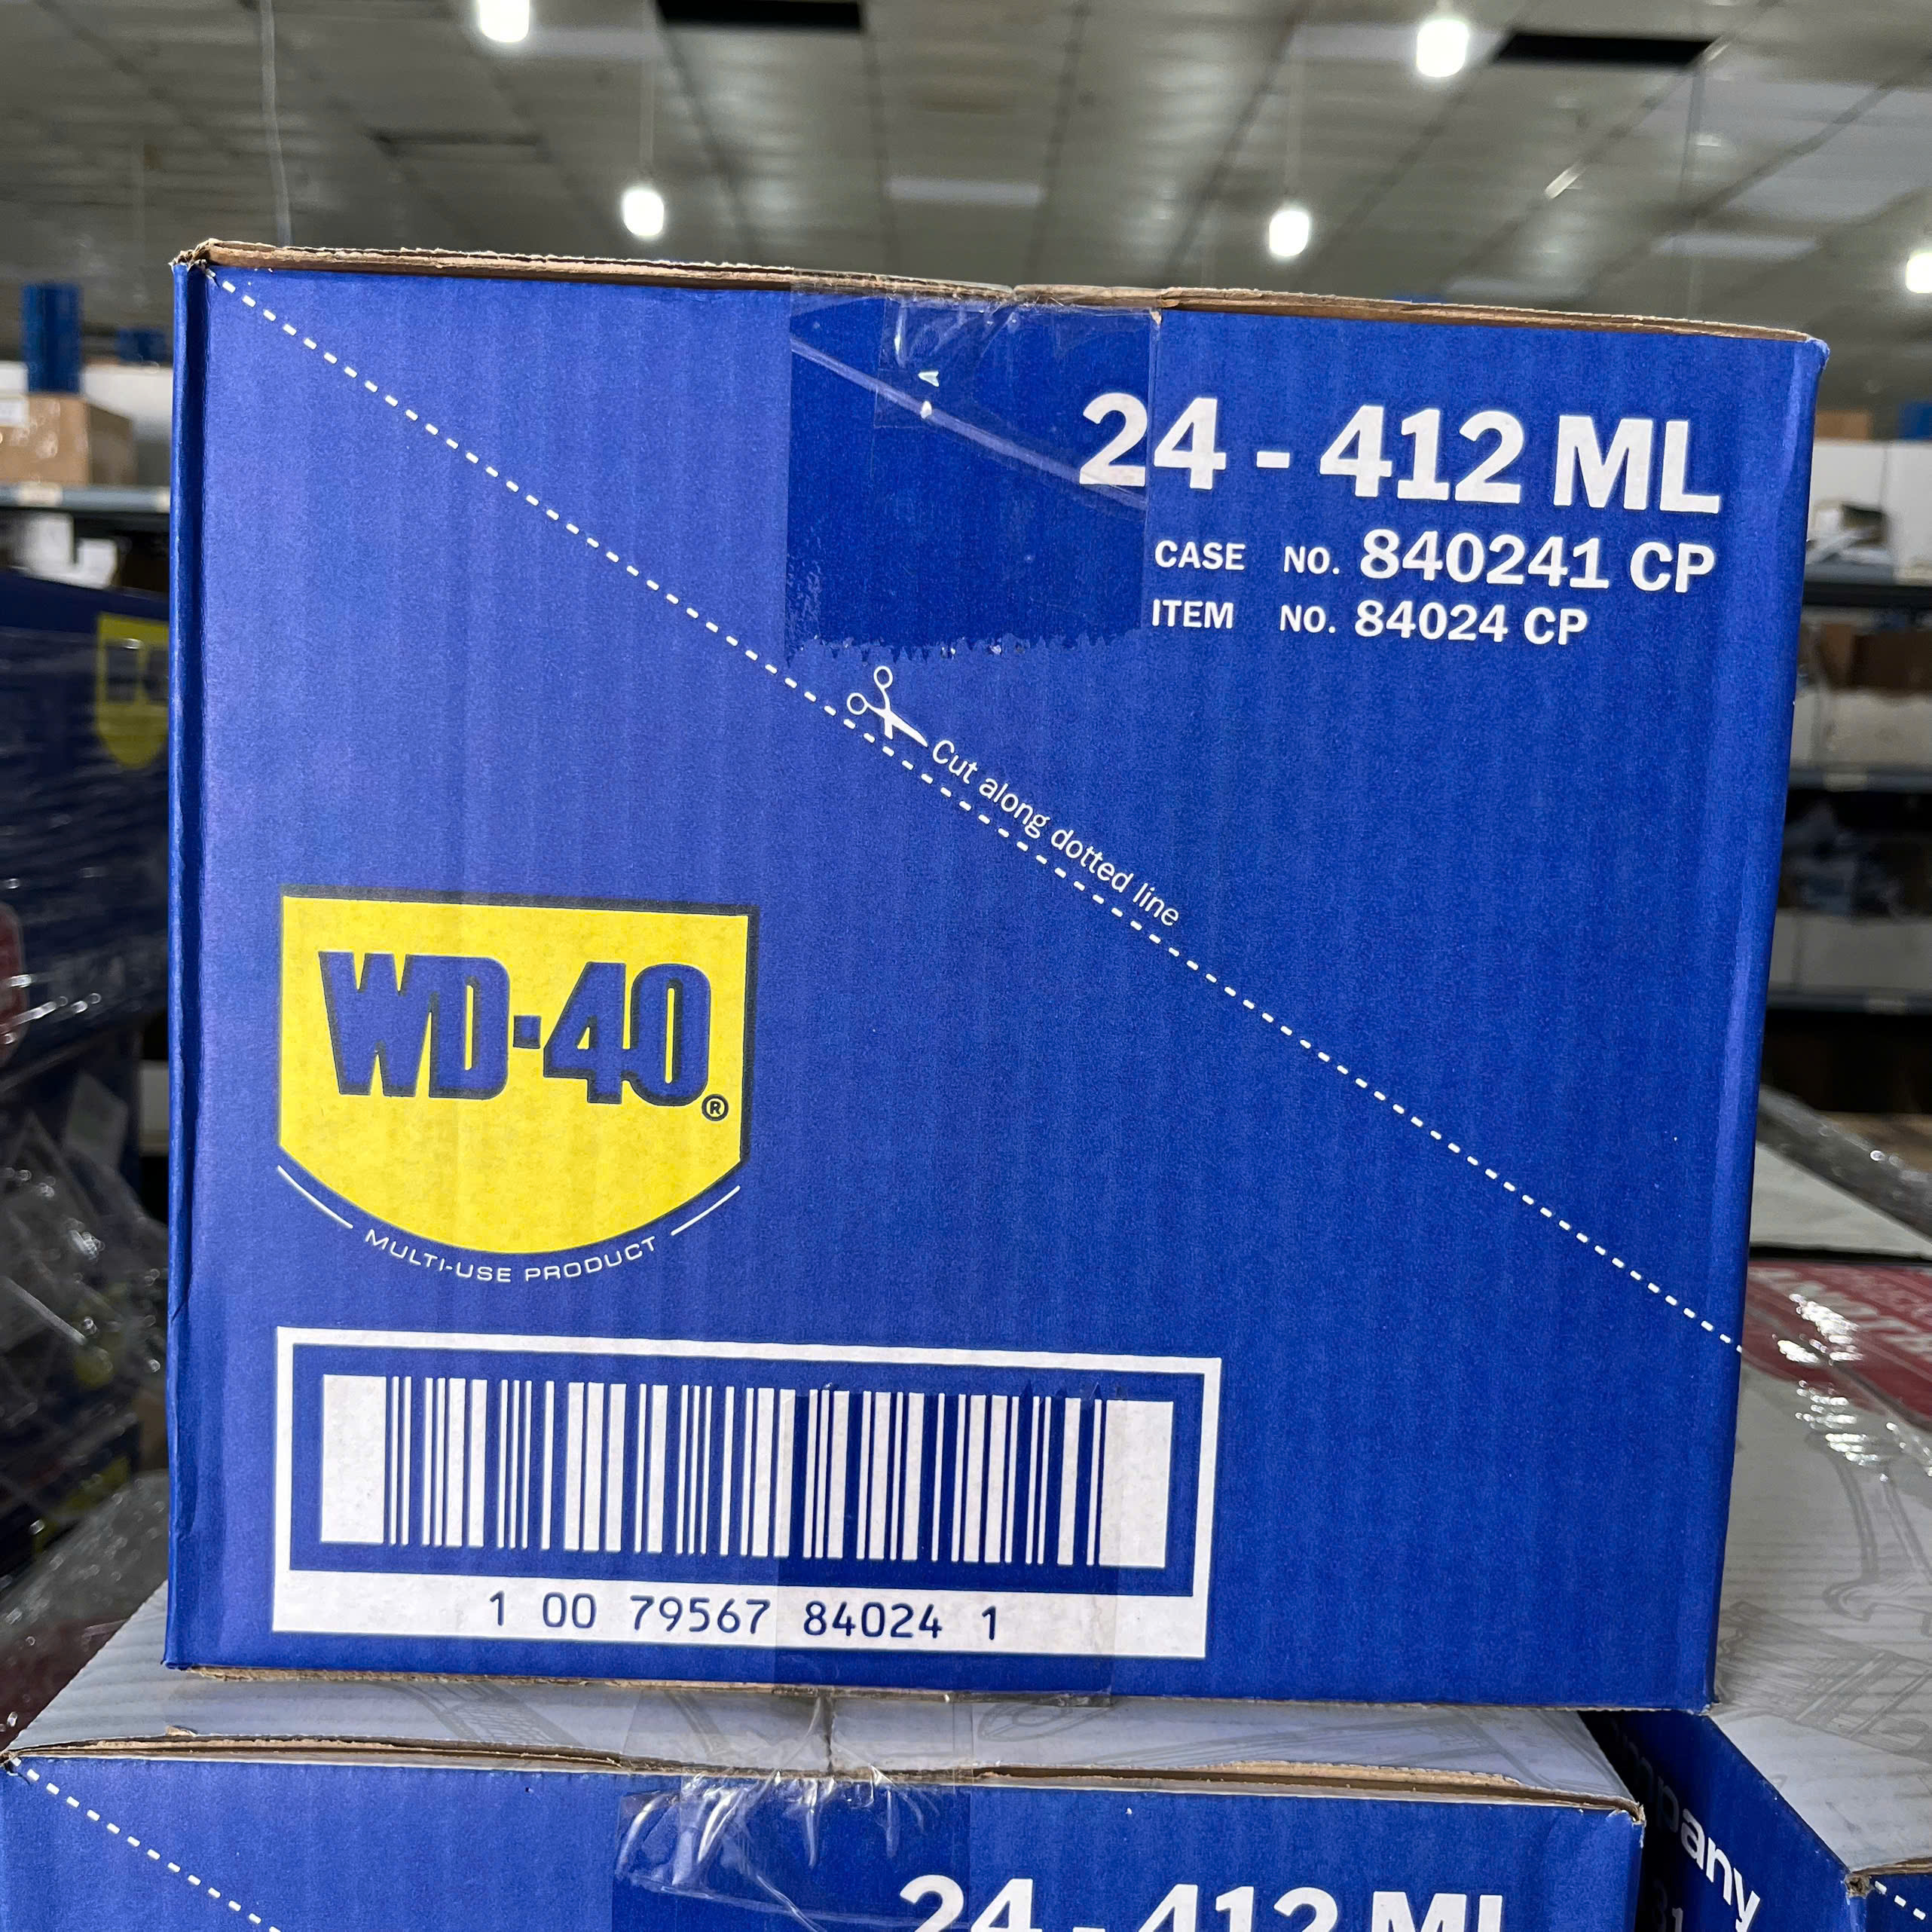 24 - 412 ML
CASE NO. 840241 CP
ITEM NO. 84024 CP
Cut along dotted line
WD-40®
MULTI-USE PRODUCT
1 00 79567 84024 1
24 - 412 ML